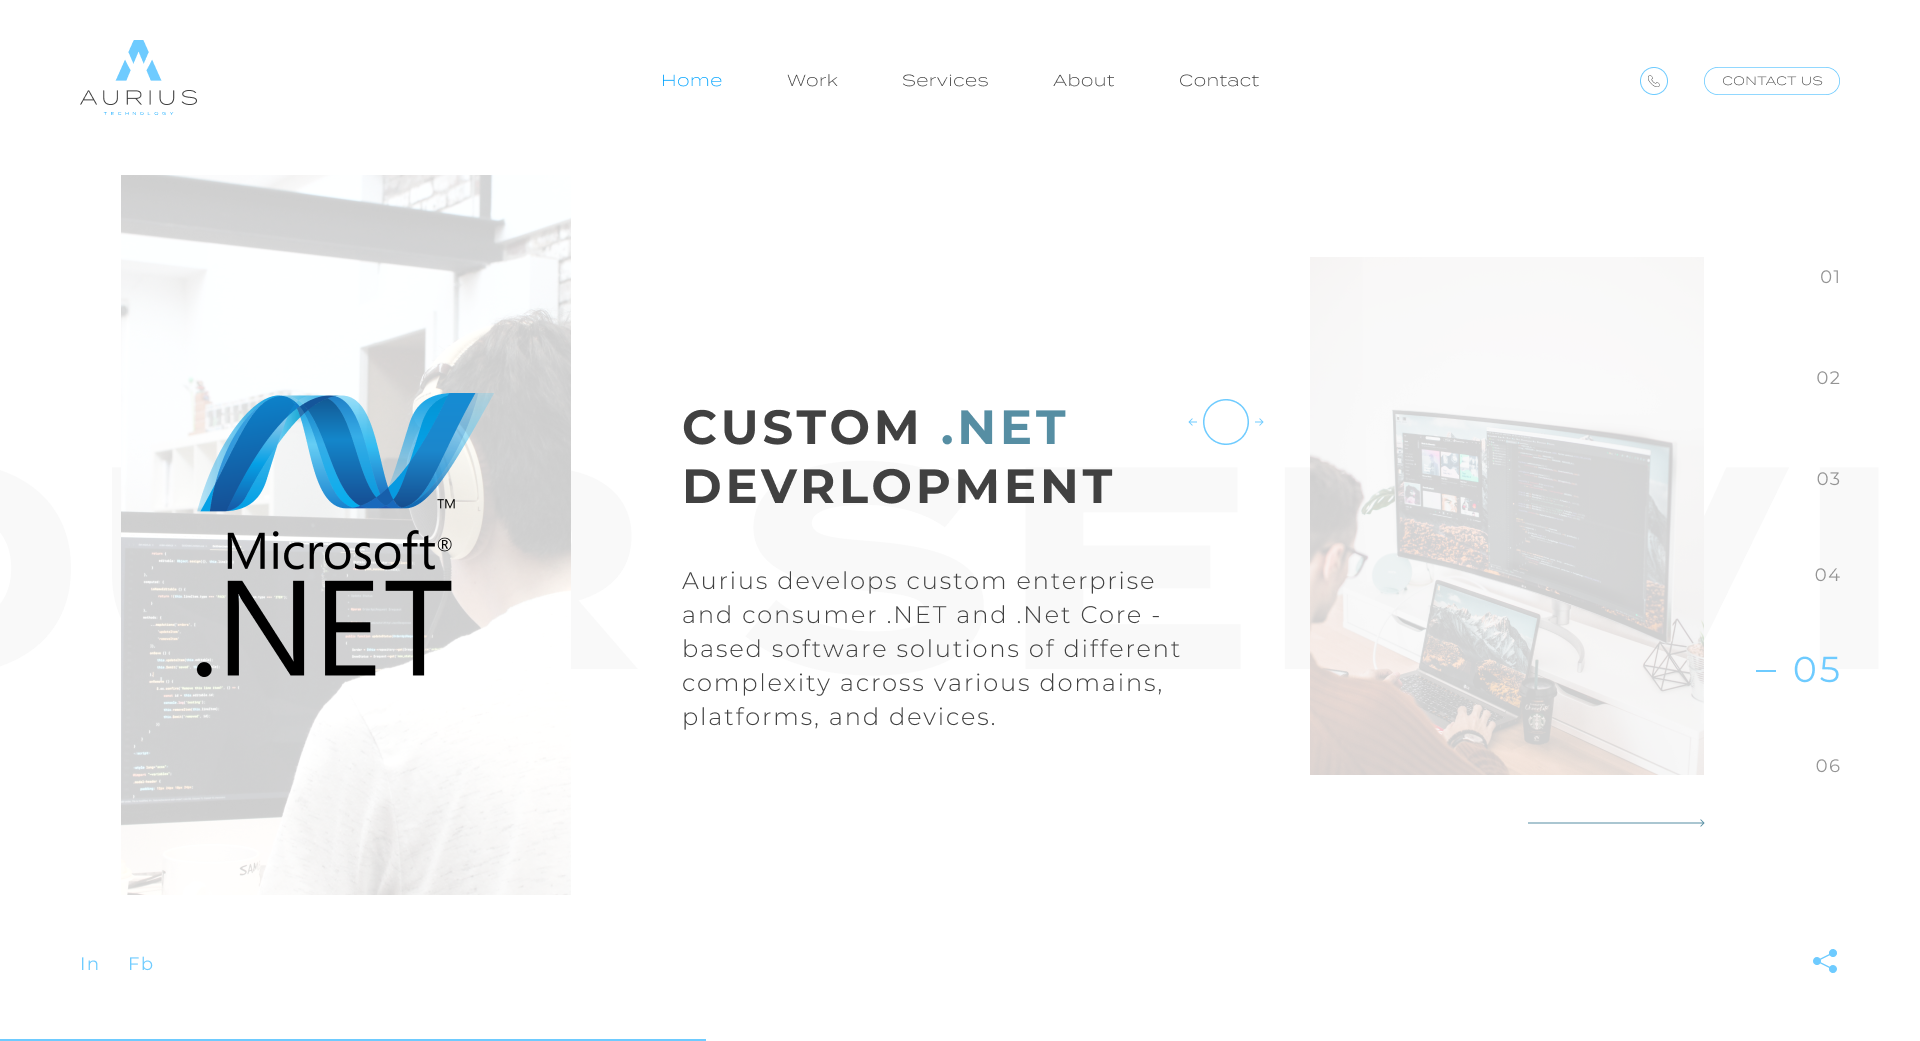 AURIUS
TECHNOLOGY
Home
Work
Services
About
Contact
CONTACT US
OUR SERVI
TM
Microsoft®
.NET
CUSTOM .NET
DEVRLOPMENT
Aurius develops custom enterprise
and consumer .NET and .Net Core -
based software solutions of different
complexity across various domains,
platforms, and devices.
01
02
03
04
05
06
In
Fb